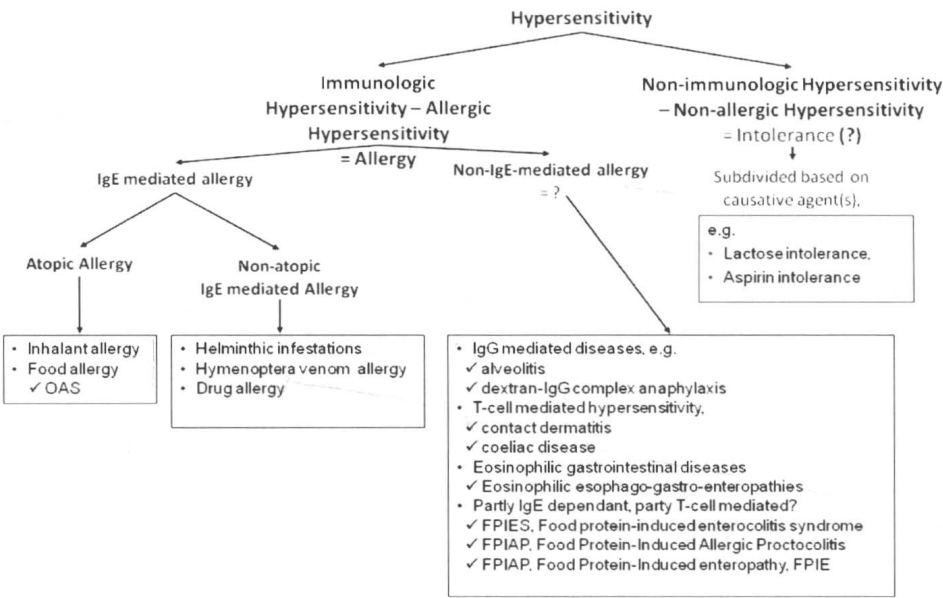 Hypersensitivity
Immunologic
Hypersensitivity – Allergic
Hypersensitivity
= Allergy
Non-immunologic Hypersensitivity
– Non-allergic Hypersensitivity
= Intolerance (?)
IgE mediated allergy
Non-IgE-mediated allergy
= ?
Subdivided based on
causative agent(s),
e.g.
• Lactose intolerance,
• Aspirin intolerance
Atopic Allergy
Non-atopic
IgE mediated Allergy
• Inhalant allergy
• Food allergy
✓ OAS
• Helminthic infestations
• Hymenoptera venom allergy
• Drug allergy
• IgG mediated diseases, e.g.
✓ alveolitis
✓ dextran-IgG complex anaphylaxis
• T-cell mediated hypersensitivity,
✓ contact dermatitis
✓ coeliac disease
• Eosinophilic gastrointestinal diseases
✓ Eosinophilic esophago-gastro-enteropathies
• Partly IgE dependant, party T-cell mediated?
✓ FPIES, Food protein-induced enterocolitis syndrome
✓ FPIAP, Food Protein-Induced Allergic Proctocolitis
✓ FPIAP, Food Protein-Induced enteropathy, FPIE